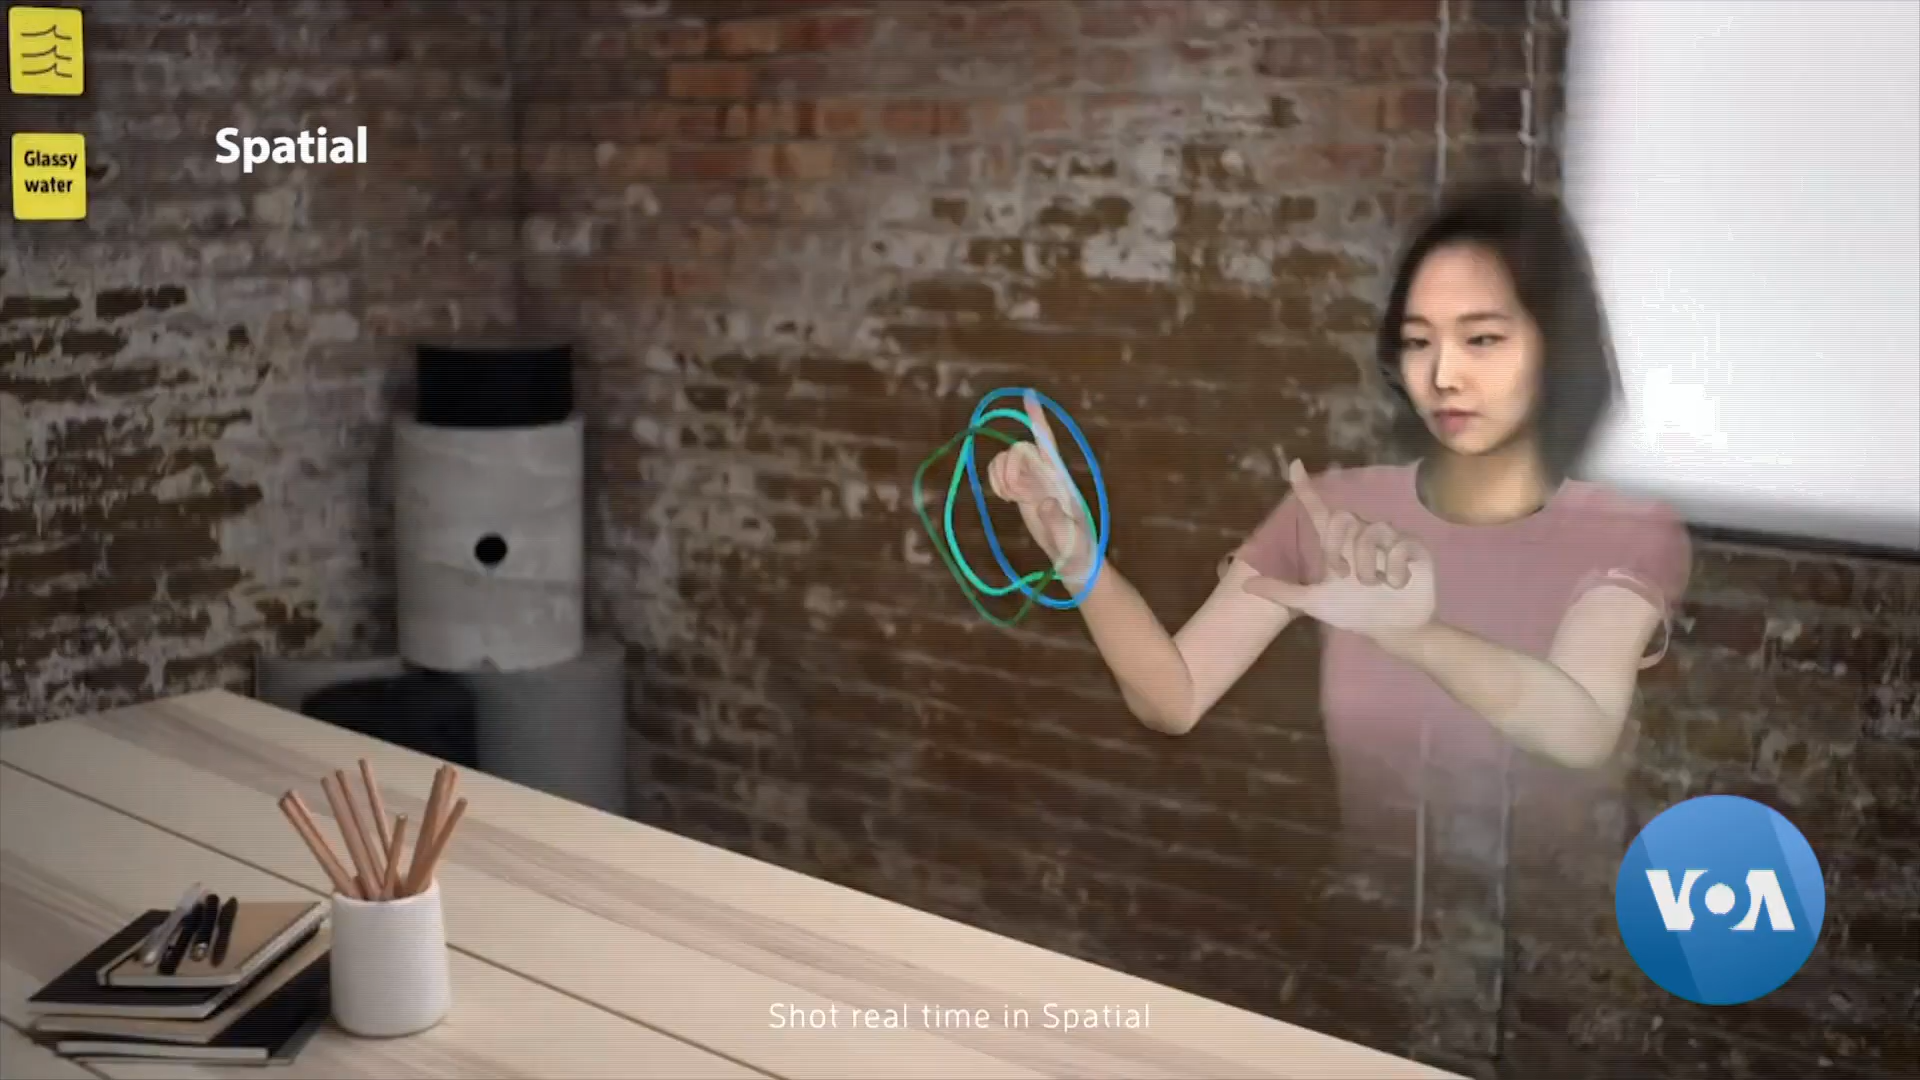 Spatial
Glassy
water
VOA
Shot real time in Spatial